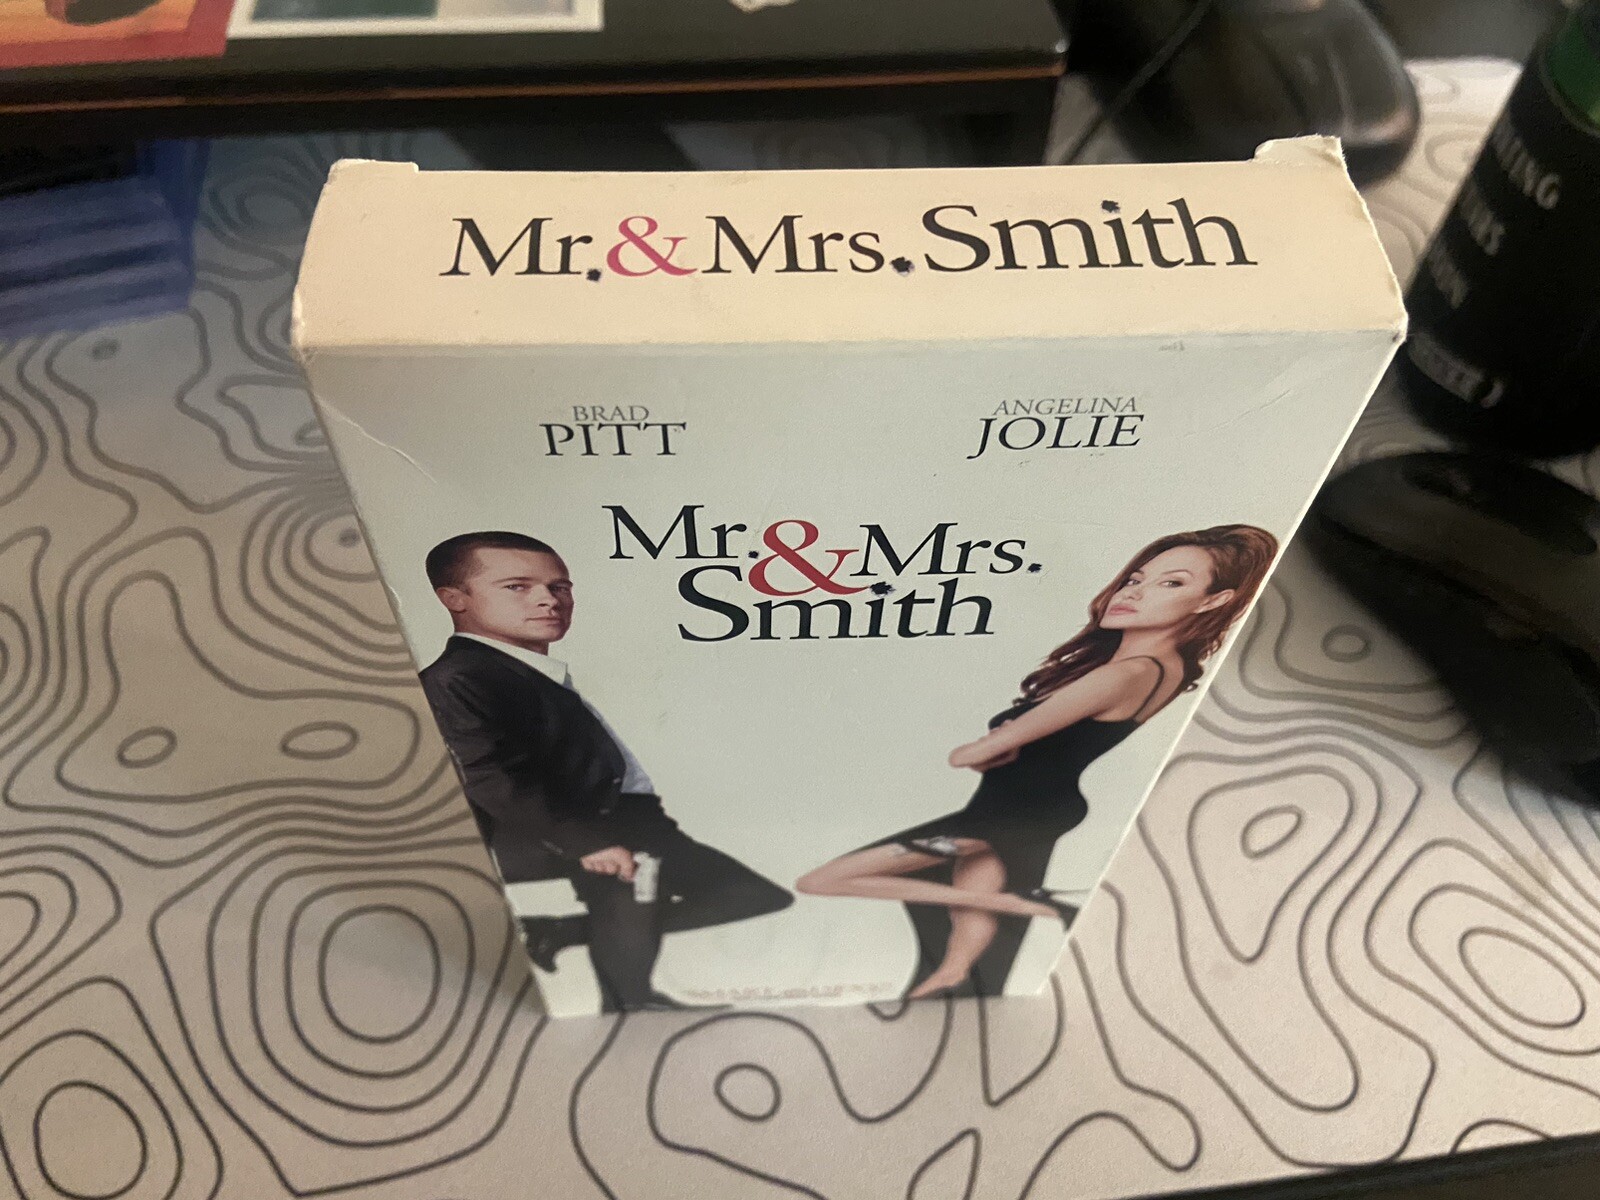 Mr. & Mrs. Smith
BRAD
PITT
ANGELINA
JOLIE
Mr. & Mrs.
Smith